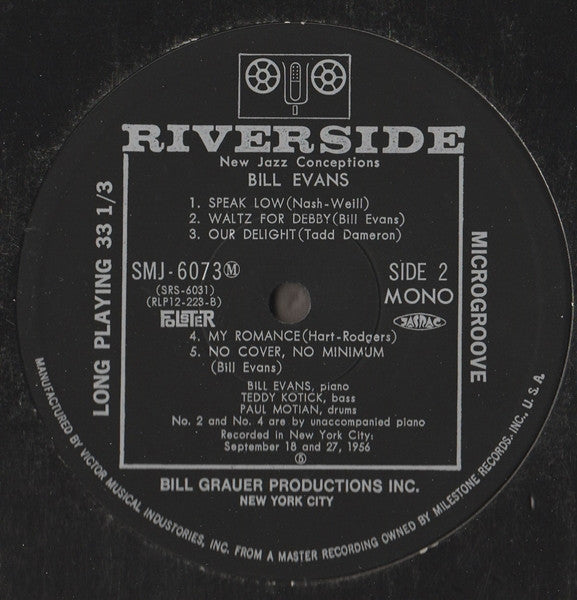 RIVERSIDE
New Jazz Conceptions
BILL EVANS
1. SPEAK LOW (Nash-Weill)
2. WALTZ FOR DEBBY (Bill Evans)
3. OUR DELIGHT (Tadd Dameron)
LONG PLAYING 33 1/3
MICROGROOVE
SMJ-6073Ⓜ
(SRS-6031)
(RLP12-223-B)
FOLSTER
SIDE 2
MONO
JASRAC
4. MY ROMANCE (Hart-Rodgers)
5. NO COVER, NO MINIMUM
(Bill Evans)
BILL EVANS, piano
TEDDY KOTICK, bass
PAUL MOTIAN, drums
No. 2 and No. 4 are by unaccompanied piano
Recorded in New York City:
September 18 and 27, 1956
Ⓢ
BILL GRAUER PRODUCTIONS INC.
NEW YORK CITY
MANUFACTURED BY VICTOR MUSICAL INDUSTRIES, INC. FROM A MASTER RECORDING OWNED BY MILESTONE RECORDS, INC., U. S. A.